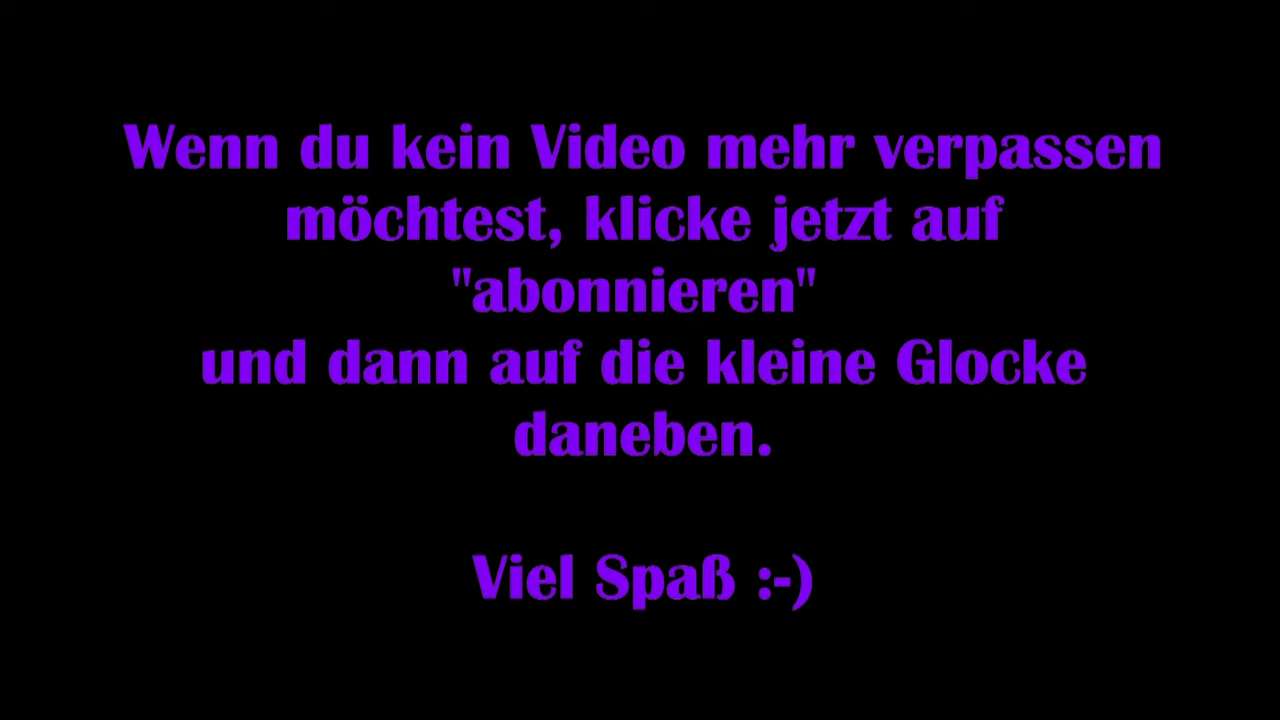 Wenn du kein Video mehr verpassen
möchtest, klicke jetzt auf
"abonnieren"
und dann auf die kleine Glocke
daneben.
Viel Spaß :-)